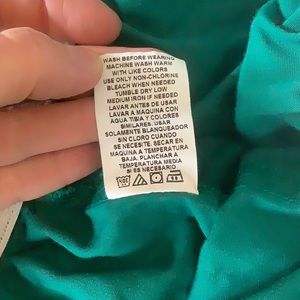 WASH BEFORE WEARING
MACHINE WASH WARM
WITH LIKE COLORS
USE ONLY NON-CHLORINE
BLEACH WHEN NEEDED
TUMBLE DRY LOW
MEDIUM IRON IF NEEDED
LAVAR ANTES DE USAR
LAVAR A MAQUINA CON
AGUA TIBIA Y COLORES
SIMILARES. USAR
SOLAMENTE BLANQUEADOR
SIN CLORO CUANDO
SE NECESITE. SECAR EN
MAQUINA A TEMPERATURA
BAJA. PLANCHAR A
TEMPERATURA MEDIA
SI ES NECESARIO